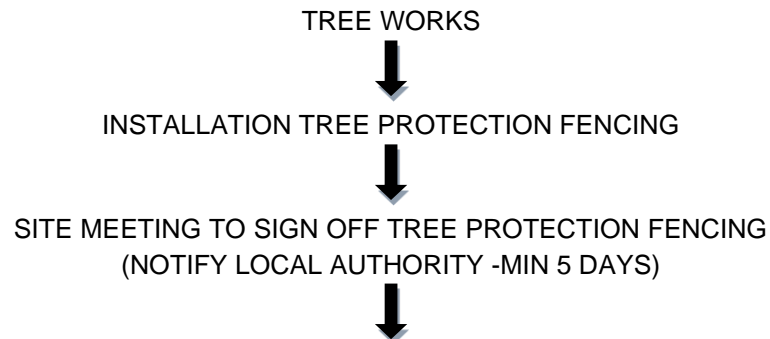 TREE WORKS
INSTALLATION TREE PROTECTION FENCING
SITE MEETING TO SIGN OFF TREE PROTECTION FENCING
(NOTIFY LOCAL AUTHORITY -MIN 5 DAYS)